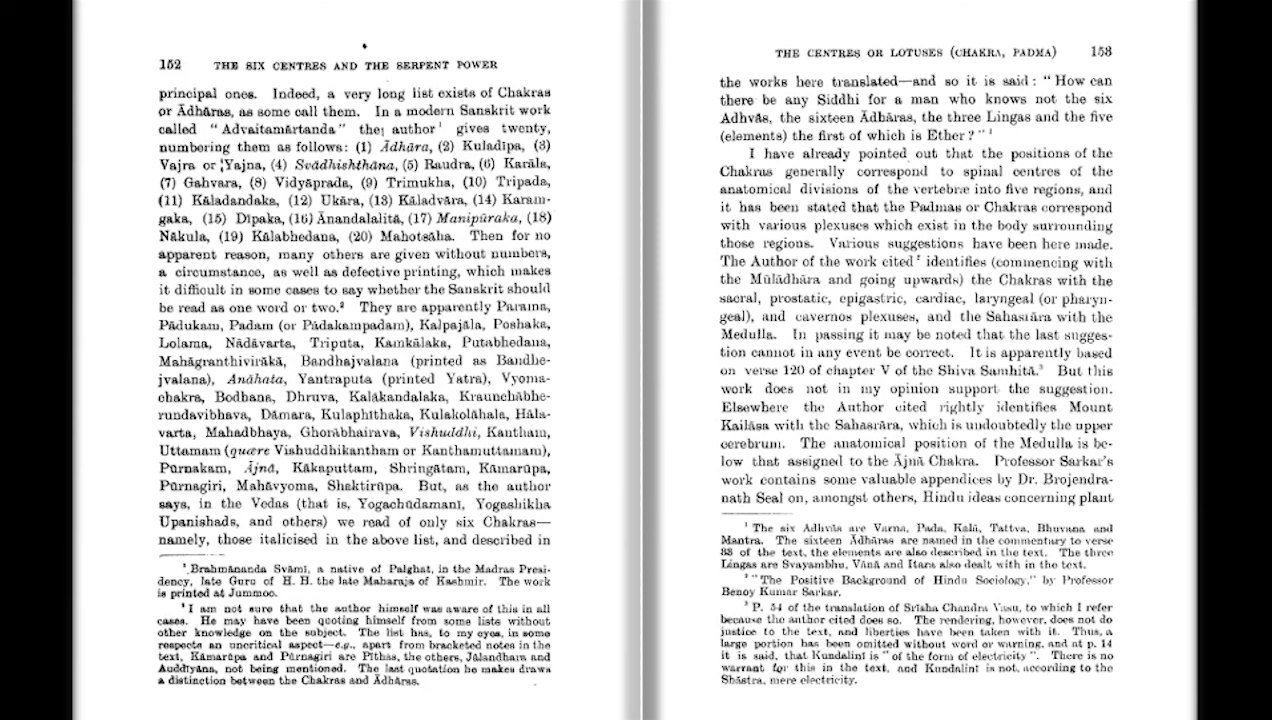 152 THE SIX CENTRES AND THE SERPENT POWER
principal ones. Indeed, a very long list exists of Chakras
or Ādhāras, as some call them. In a modern Sanskrit work
called "Advaitamārtanda" the author¹ gives twenty,
numbering them as follows: (1) Ādhāra, (2) Kuladīpa, (3)
Vajra or Yajna, (4) Svādhishthāna, (5) Raudra, (6) Karāla,
(7) Gahvara, (8) Vidyāprada, (9) Trimukha, (10) Tripada,
(11) Kāladandaka, (12) Ukāra, (13) Kāladvāra, (14) Karam-
gaka, (15) Dīpaka, (16) Ānandalalitā, (17) Manipūraka, (18)
Nākula, (19) Kālabhedana, (20) Mahotsāha. Then for no
apparent reason, many others are given without numbers,
a circumstance, as well as defective printing, which makes
it difficult in some cases to say whether the Sanskrit should
be read as one word or two.² They are apparently Parama,
Pādukam, Padam (or Pādakampadam), Kalpajāla, Poshaka,
Lolama, Nādāvarta, Triputa, Kamkālaka, Putabhedana,
Mahāgranthivirākā, Bandhajvalana (printed as Bandhe-
jvalana), Anāhata, Yantraputa (printed Yatra), Vyoma-
chakra, Bodhana, Dhruva, Kalākandalaka, Kraunchābhe-
rundavibhava, Dāmara, Kulaphīthaka, Kulakolāhala, Hāla-
varta, Mahadbhaya, Ghorābhairava, Vishuddhi, Kantham,
Uttamam (quære Vishuddhikantham or Kanthamuttamam),
Pūrnakam, Ājnā, Kākaputtam, Shringātam, Kāmarūpa,
Pūrnagiri, Mahāvyoma, Shaktirūpa. But, as the author
says, in the Vedas (that is, Yogachūdamanī, Yogashikha
Upanishads, and others) we read of only six Chakras—
namely, those italicised in the above list, and described in
¹ Brahmānanda Svāmī, a native of Palghat, in the Madras Presi-
dency, late Guru of H. H. the late Maharaja of Kashmir. The work
is printed at Jummoo.
² I am not sure that the author himself was aware of this in all
cases. He may have been quoting himself from some lists without
other knowledge on the subject. The list has, to my eyes, in some
respects an uncritical aspect—e.g., apart from bracketed notes in the
text, Kāmarūpa and Pūrnagiri are Pīthas, the others, Jalandhara and
Auddīyāna, not being mentioned. The last quotation he makes draws
a distinction between the Chakras and Ādhāras.
THE CENTRES OR LOTUSES (CHAKRA, PADMA) 153
the works here translated—and so it is said: "How can
there be any Siddhi for a man who knows not the six
Adhvās, the sixteen Ādhāras, the three Lingas and the five
(elements) the first of which is Ether?"¹
I have already pointed out that the positions of the
Chakras generally correspond to spinal centres of the
anatomical divisions of the vertebræ into five regions, and
it has been stated that the Padmas or Chakras correspond
with various plexuses which exist in the body surrounding
those regions. Various suggestions have been here made.
The Author of the work cited² identifies (commencing with
the Mūlādhāra and going upwards) the Chakras with the
sacral, prostatic, epigastric, cardiac, laryngeal (or pharyn-
geal), and cavernos plexuses, and the Sahasrāra with the
Medulla. In passing it may be noted that the last sugges-
tion cannot in any event be correct. It is apparently based
on verse 120 of chapter V of the Shiva Samhitā.³ But this
work does not in my opinion support the suggestion.
Elsewhere the Author cited rightly identifies Mount
Kailāsa with the Sahasrāra, which is undoubtedly the upper
cerebrum. The anatomical position of the Medulla is be-
low that assigned to the Ājnā Chakra. Professor Sarkar's
work contains some valuable appendices by Dr. Brojendra-
nath Seal on, amongst others, Hindu ideas concerning plant
¹ The six Adhvās are Varna, Pada, Kalā, Tattva, Bhuvana and
Mantra. The sixteen Ādhāras are named in the commentary to verse
33 of the text, the elements are also described in the text. The three
Lingas are Svayambhu, Vānā and Itara also dealt with in the text.
² "The Positive Background of Hindu Sociology," by Professor
Benoy Kumar Sarkar.
³ P. 54 of the translation of Srīsha Chandra Vasu, to which I refer
because the author cited does so. The rendering, however, does not do
justice to the text, and liberties have been taken with it. Thus, a
large portion has been omitted without word or warning, and at p. 14
it is said, that Kundalinī is "of the form of electricity". There is no
warrant for this in the text, and Kundalinī is not, according to the
Shāstra, mere electricity.